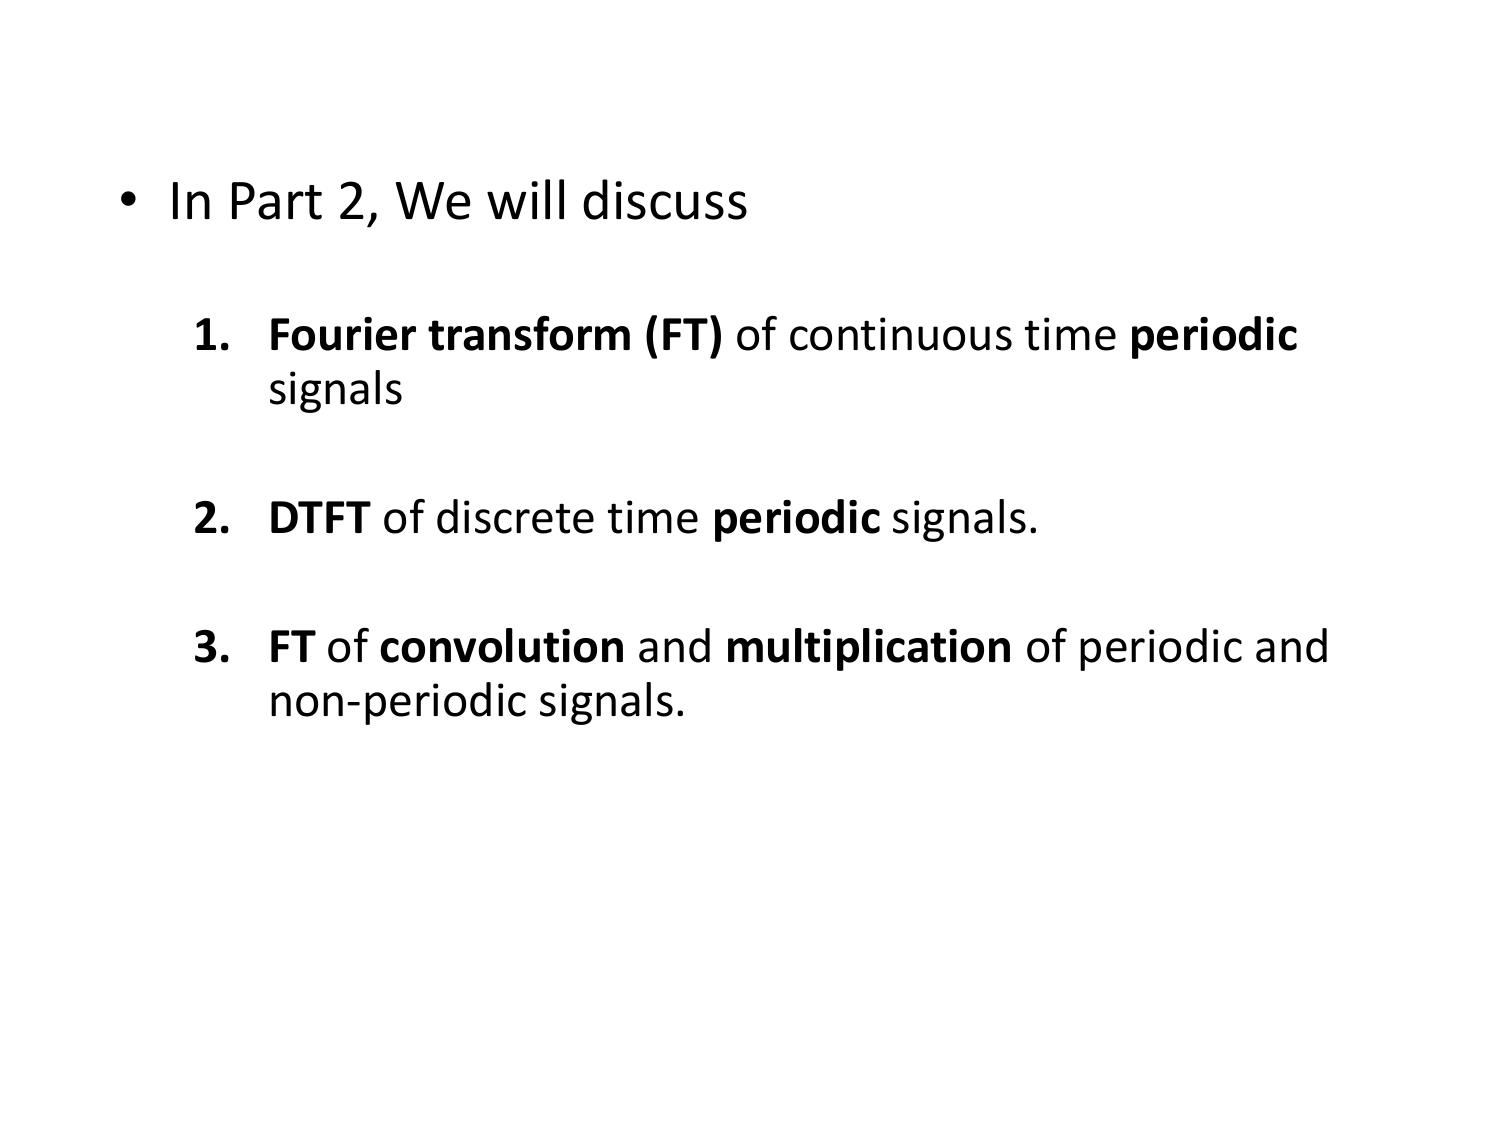 • In Part 2, We will discuss
1. Fourier transform (FT) of continuous time periodic
signals
2. DTFT of discrete time periodic signals.
3. FT of convolution and multiplication of periodic and
non-periodic signals.